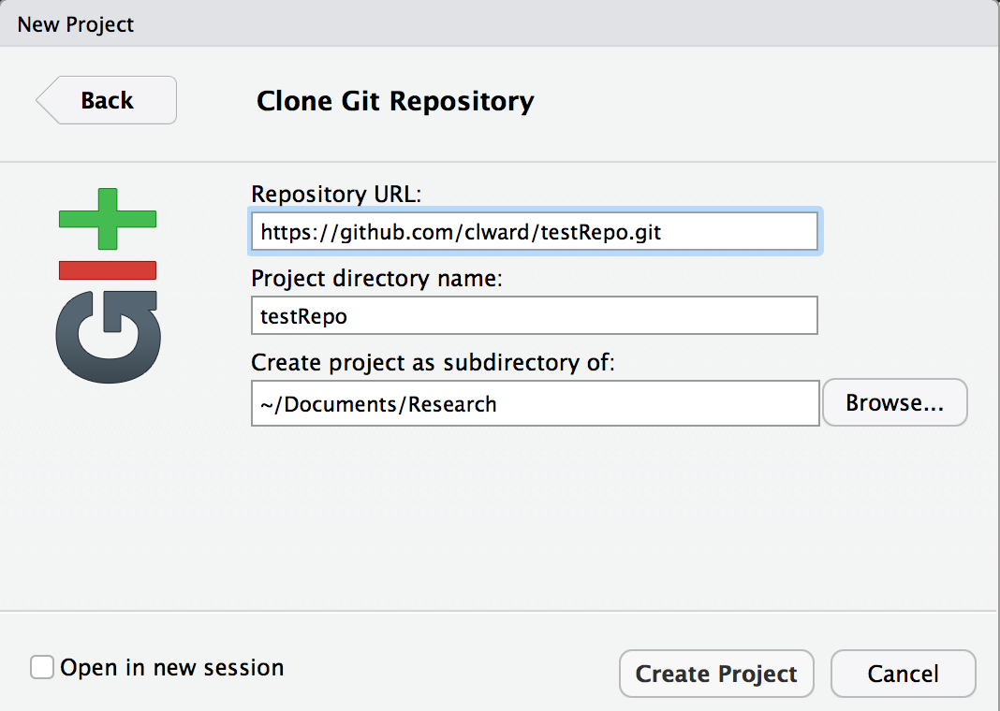 New Project
Back
Clone Git Repository
Repository URL:
https://github.com/clward/testRepo.git
Project directory name:
testRepo
Create project as subdirectory of:
~/Documents/Research
Browse...
GIt
Open in new session
Create Project
Cancel